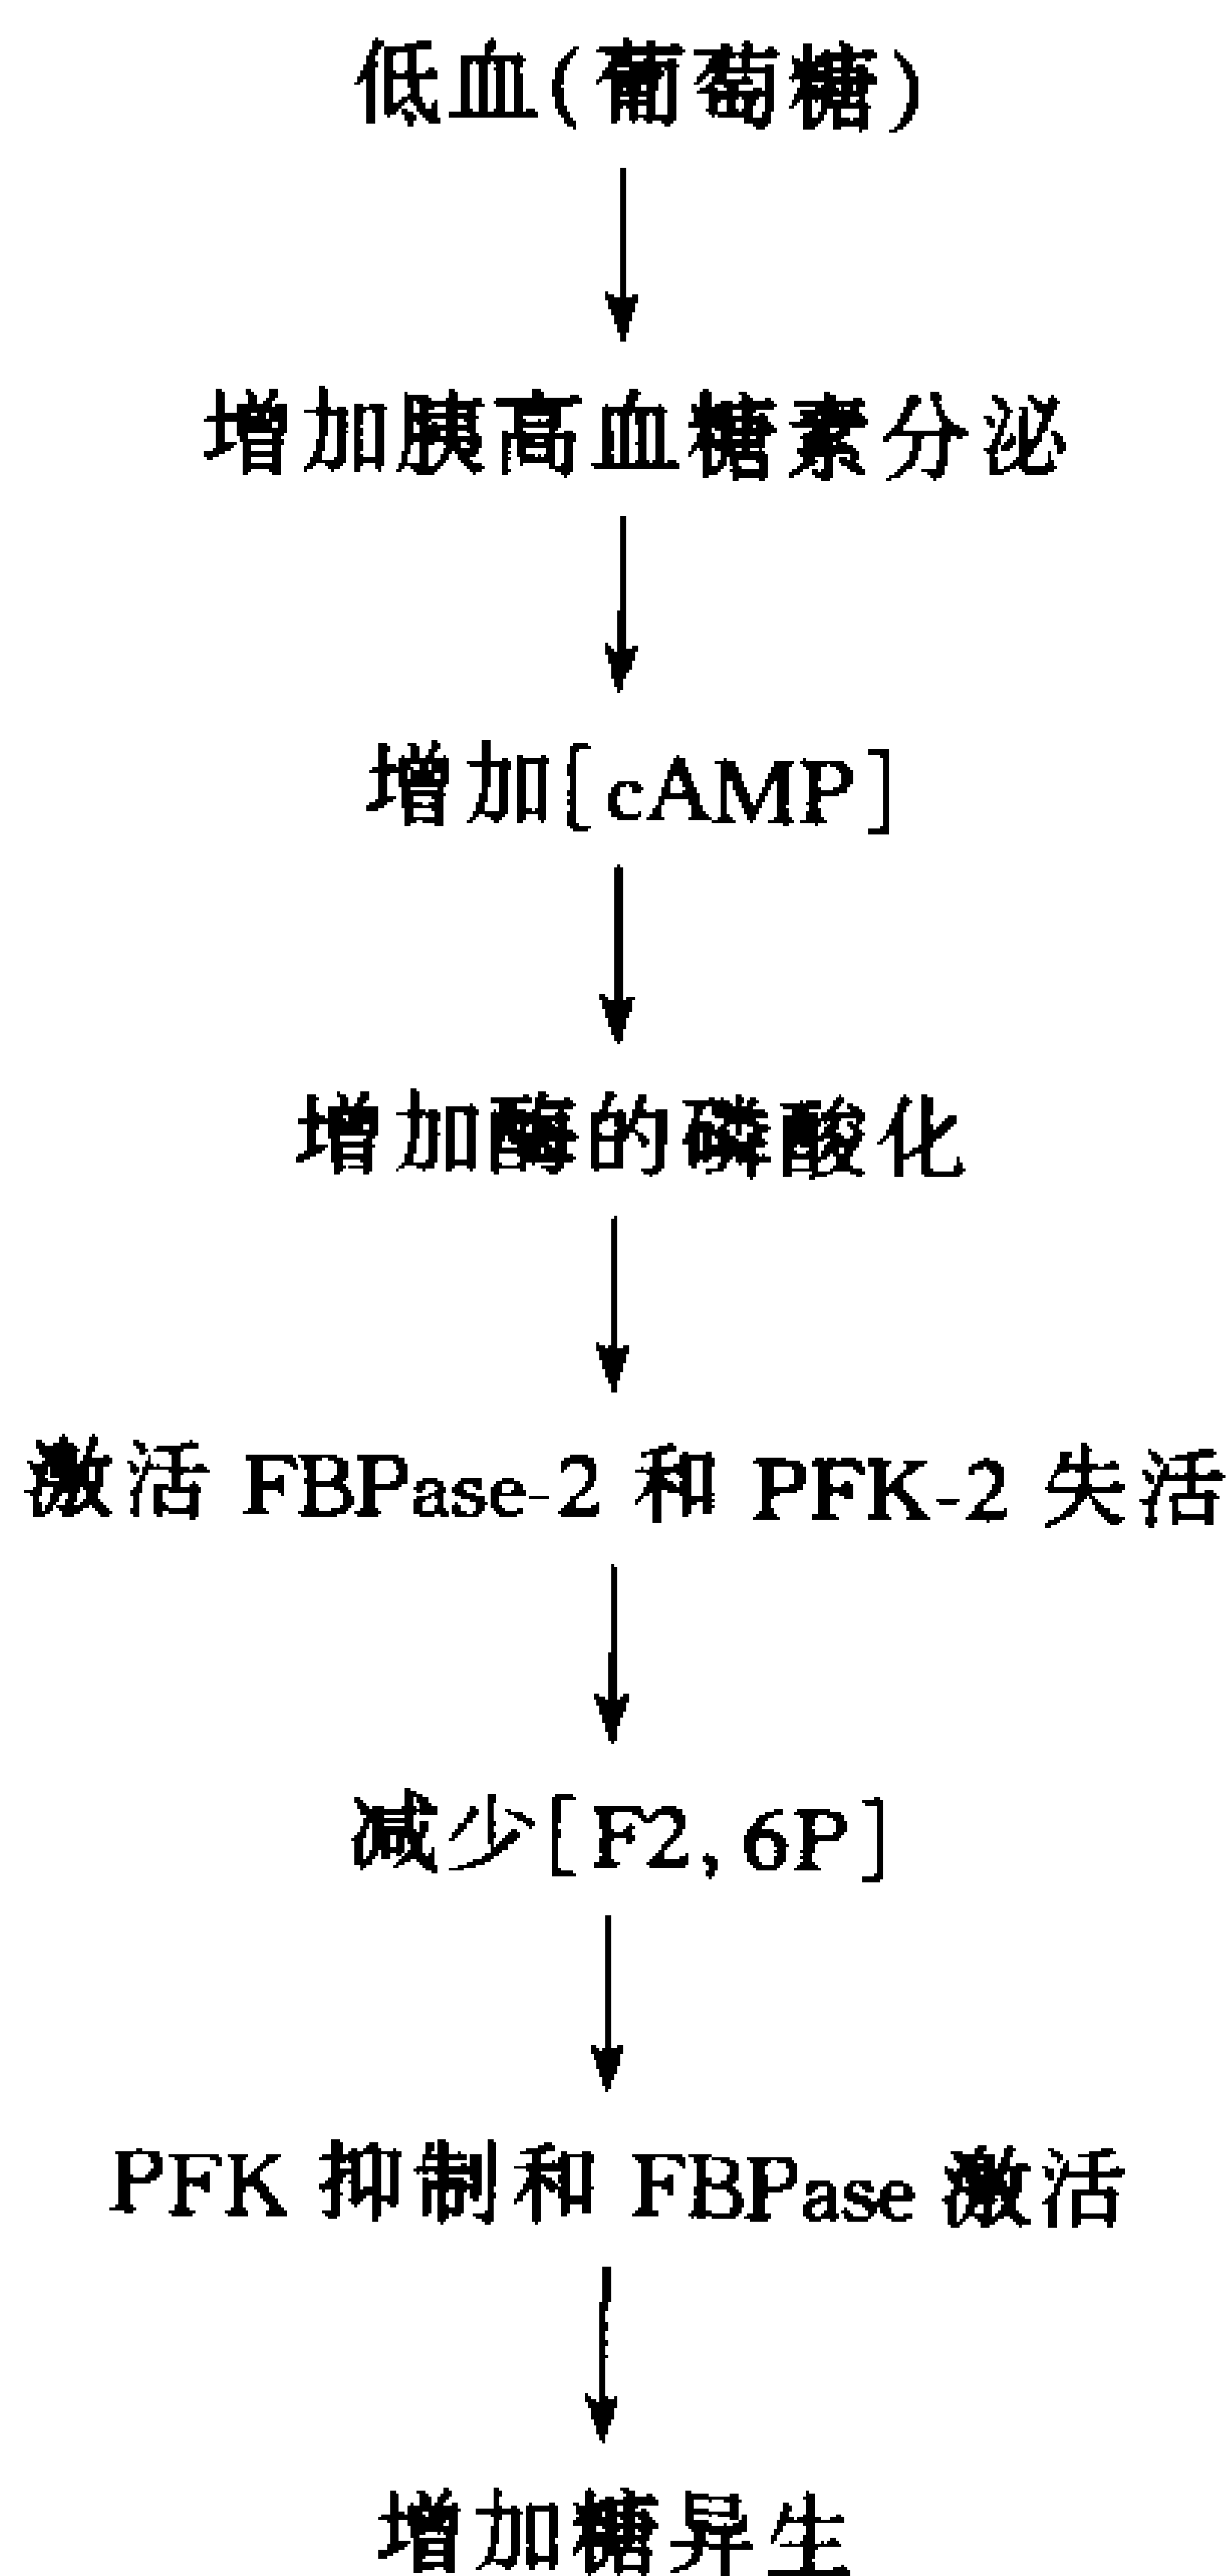 低血(葡萄糖)
增加胰高血糖素分泌
增加[cAMP]
增加酶的磷酸化
激活 FBPase-2 和 PFK-2 失活
减少[F2,6P]
PFK 抑制和 FBPase 激活
增加糖异生